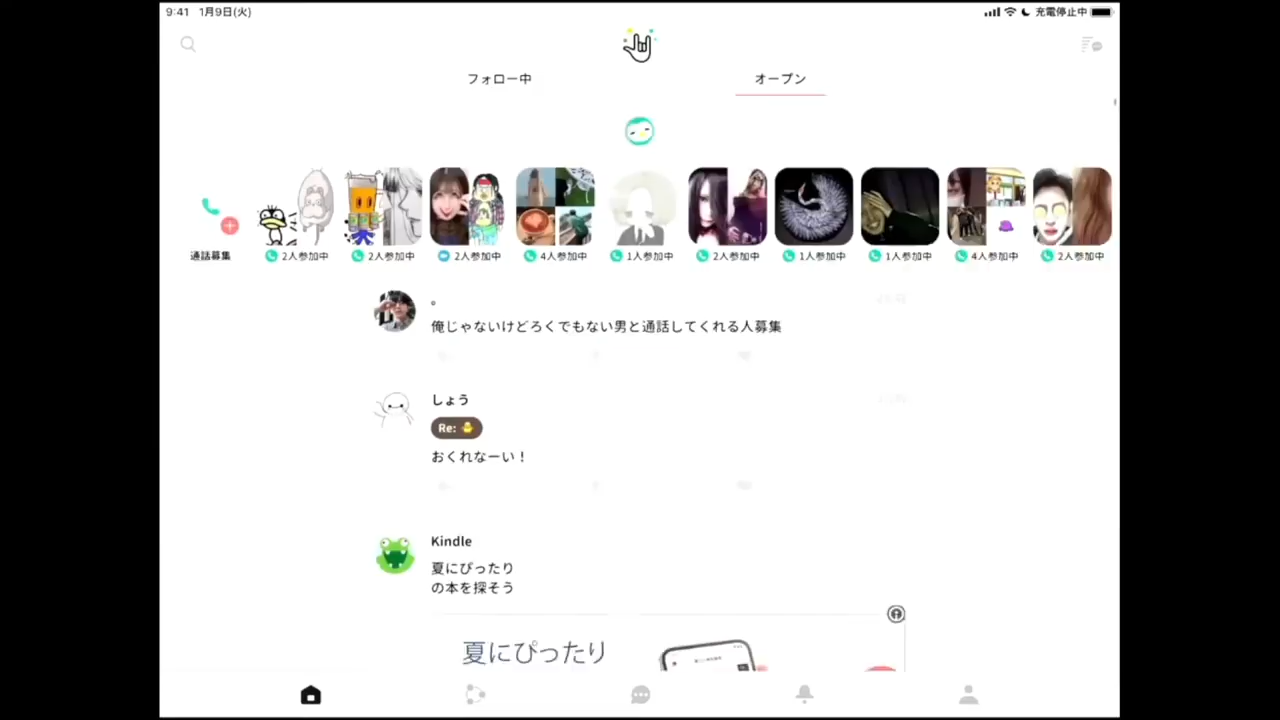 9:41 1月9日(火)
充電停止中
フォロー中
オープン
通話募集
2人参加中
2人参加中
2人参加中
4人参加中
1人参加中
2人参加中
1人参加中
1人参加中
4人参加中
2人参加中
。
俺じゃないけどろくでもない男と通話してくれる人募集
しょう
Re:
おくれなーい！
Kindle
夏にぴったり
の本を探そう
夏にぴったり